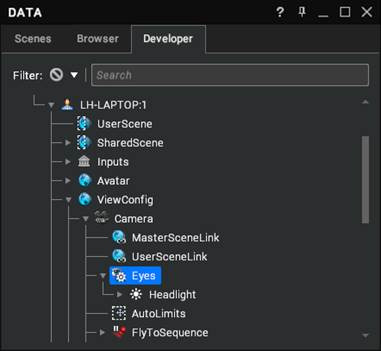 DATA
Scenes Browser Developer
Filter: Search
LH-LAPTOP:1
UserScene
SharedScene
Inputs
Avatar
ViewConfig
Camera
MasterSceneLink
UserSceneLink
Eyes
Headlight
AutoLimits
FlyToSequence